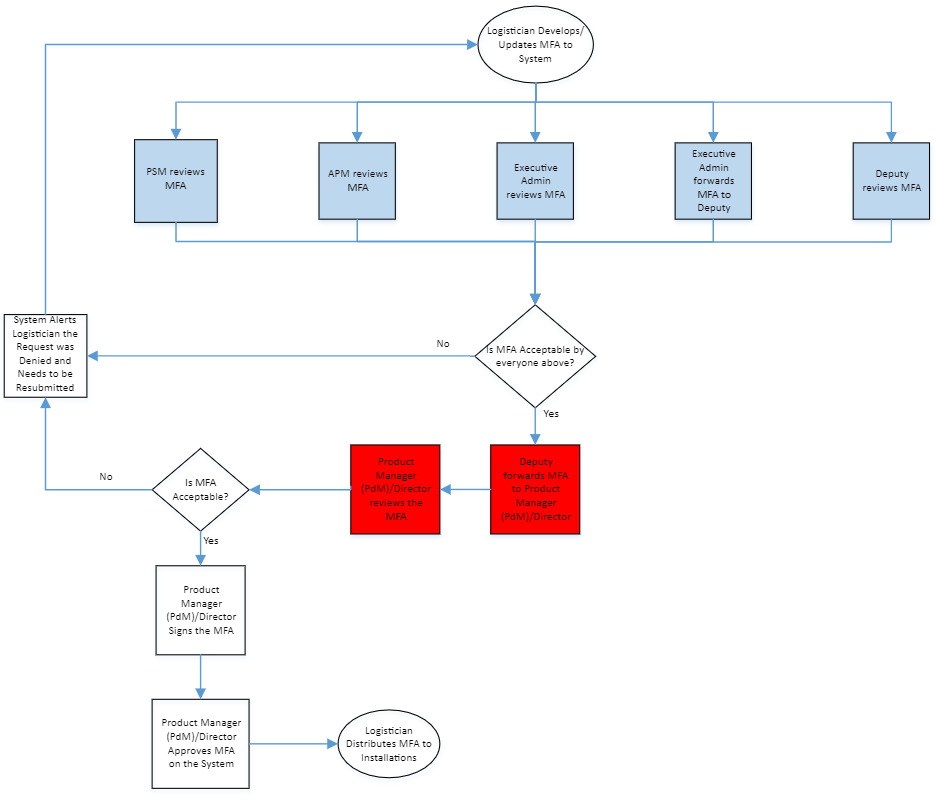 Logistician Develops/
Updates MFA to
System
PSM reviews
MFA
APM reviews
MFA
Executive
Admin
reviews MFA
Executive
Admin
forwards
MFA to
Deputy
Deputy
reviews MFA
System Alerts
Logistician the
Request was
Denied and
Needs to be
Resubmitted
No
Is MFA Acceptable by
everyone above?
Yes
Deputy
forwards MFA
to Product
Manager
(PdM)/Director
Product
Manager
(PdM)/Director
reviews the
MFA
Is MFA
Acceptable?
No
Yes
Product
Manager
(PdM)/Director
Signs the MFA
Product Manager
(PdM)/Director
Approves MFA
on the System
Logistician
Distributes MFA to
Installations